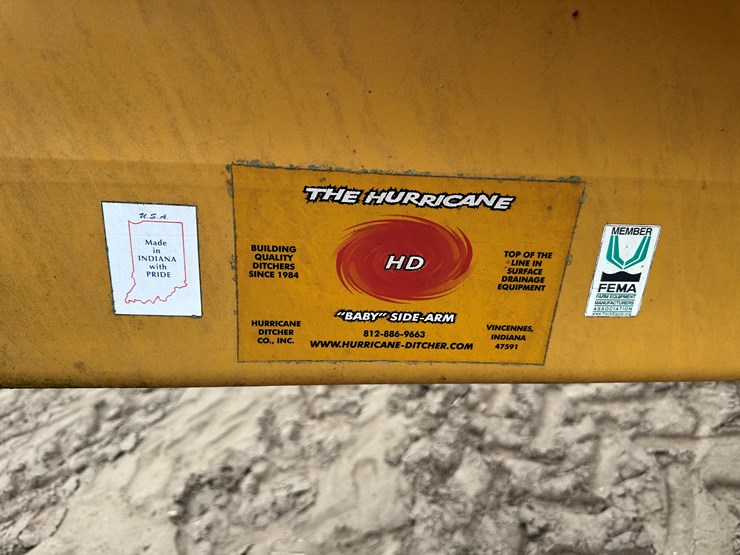 U.S.A.
Made
in
INDIANA
with
PRIDE
THE HURRICANE
BUILDING
QUALITY
DITCHERS
SINCE 1984
HD
TOP OF THE
LINE IN
SURFACE
DRAINAGE
EQUIPMENT
"BABY" SIDE-ARM
HURRICANE
DITCHER
CO., INC.
812-886-9663
WWW.HURRICANE-DITCHER.COM
VINCENNES,
INDIANA
47591
MEMBER
FEMA
FARM EQUIPMENT
MANUFACTURERS
ASSOCIATION